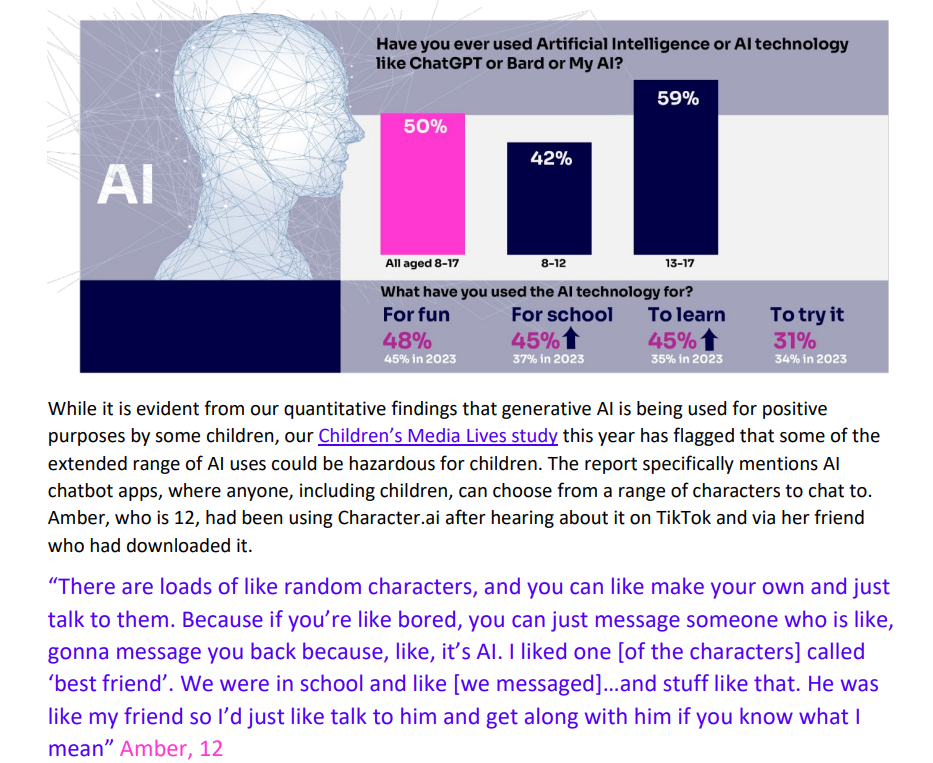 Have you ever used Artificial Intelligence or AI technology
like ChatGPT or Bard or My AI?
AI
50%
42%
59%
All aged 8-17
8-12
13-17
What have you used the AI technology for?
For fun
48%
45% in 2023
For school
45%
37% in 2023
To learn
45%
35% in 2023
To try it
31%
34% in 2023
While it is evident from our quantitative findings that generative AI is being used for positive
purposes by some children, our Children’s Media Lives study this year has flagged that some of the
extended range of AI uses could be hazardous for children. The report specifically mentions AI
chatbot apps, where anyone, including children, can choose from a range of characters to chat to.
Amber, who is 12, had been using Character.ai after hearing about it on TikTok and via her friend
who had downloaded it.
“There are loads of like random characters, and you can like make your own and just
talk to them. Because if you’re like bored, you can just message someone who is like,
gonna message you back because, like, it’s AI. I liked one [of the characters] called
‘best friend’. We were in school and like [we messaged]…and stuff like that. He was
like my friend so I’d just like talk to him and get along with him if you know what I
mean” Amber, 12